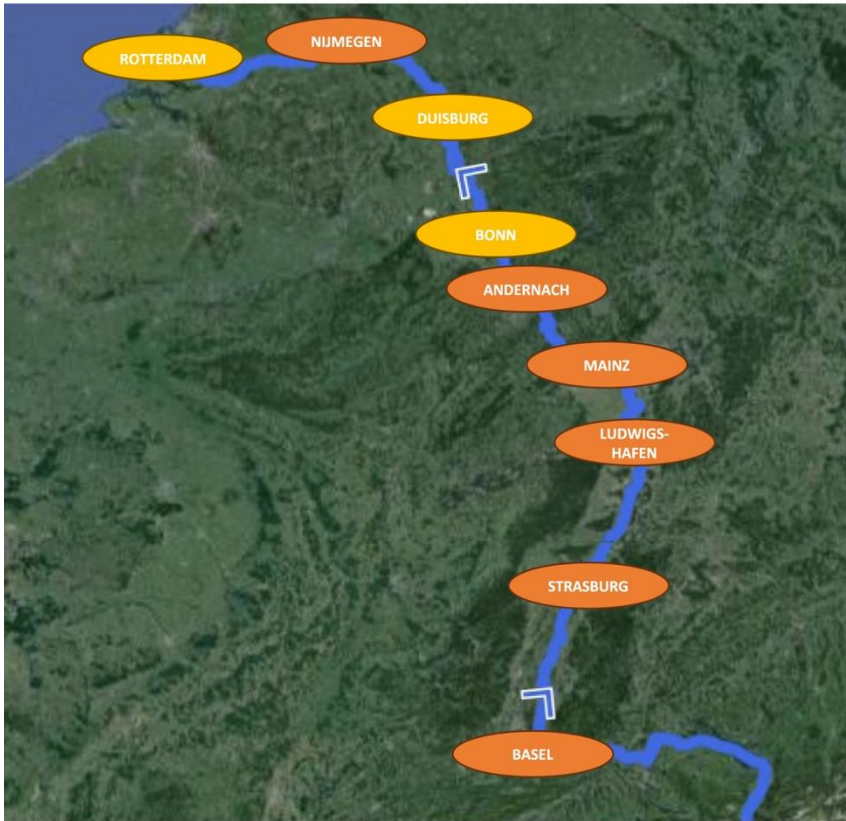 ROTTERDAM
NIJMEGEN
DUISBURG
BONN
ANDERNACH
MAINZ
LUDWIGS-
HAFEN
STRASBURG
BASEL